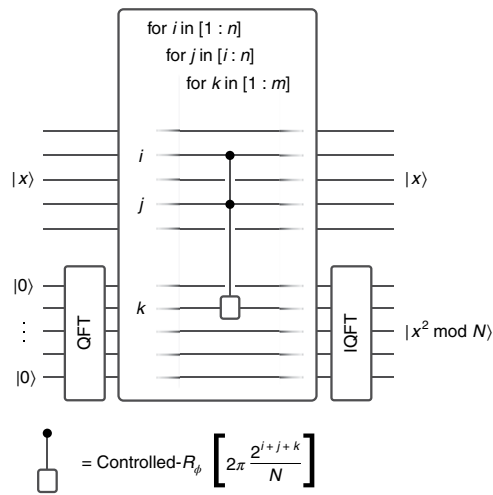 for i in [1 : n]
for j in [i : n]
for k in [1 : m]
i
|x⟩ |x⟩
j
|0⟩
k
⋮ QFT IQFT |x² mod N⟩
|0⟩
= Controlled-R_ϕ [2π 2^{i+j+k}/N]